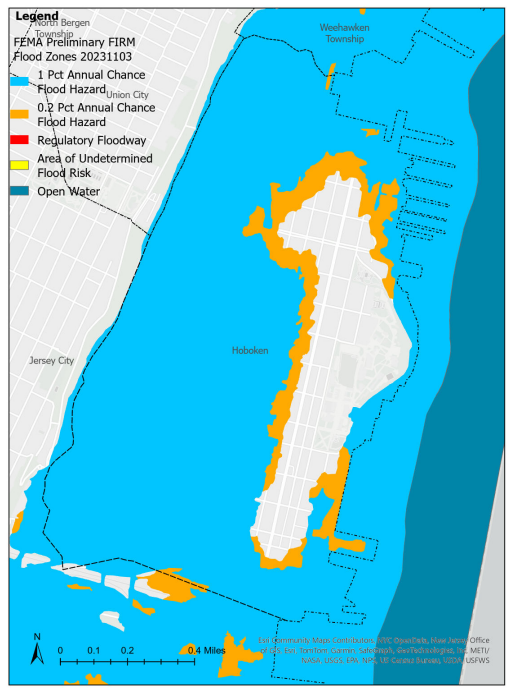 Legend
North Bergen
Township
Weehawken
Township
FEMA Preliminary FIRM
Flood Zones 20231103
1 Pct Annual Chance
Flood Hazard
Union City
0.2 Pct Annual Chance
Flood Hazard
Regulatory Floodway
Area of Undetermined
Flood Risk
Open Water
Hoboken
Jersey City
N
0 0.1 0.2 0.4 Miles
Esri Community Maps Contributors, NYC OpenData, New Jersey Office
of GIS, Esri, TomTom, Garmin, SafeGraph, GeoTechnologies, Inc, METI/
NASA, USGS, EPA, NPS, US Census Bureau, USDA, USFWS